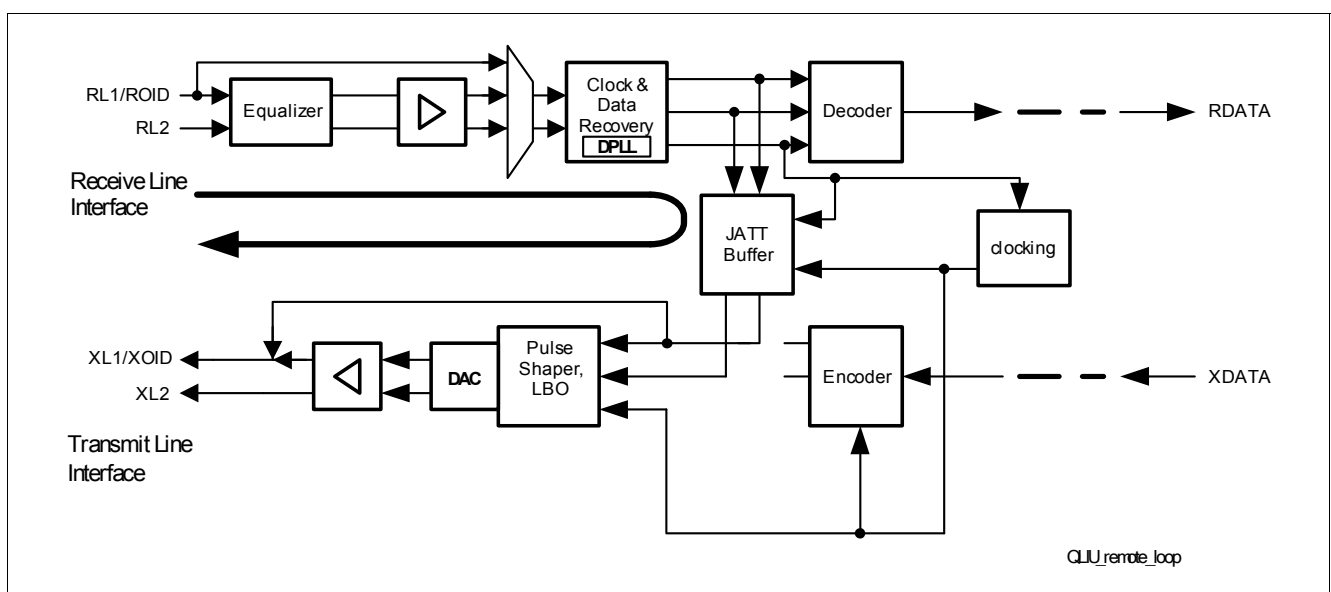 RL1/ROID
RL2
Equalizer
Clock &
Data
Recovery
DPLL
Decoder
RDATA
Receive Line
Interface
JATT
Buffer
clocking
XL1/XOID
XL2
DAC
Pulse
Shaper,
LBO
Encoder
XDATA
Transmit Line
Interface
QLIU_remote_loop